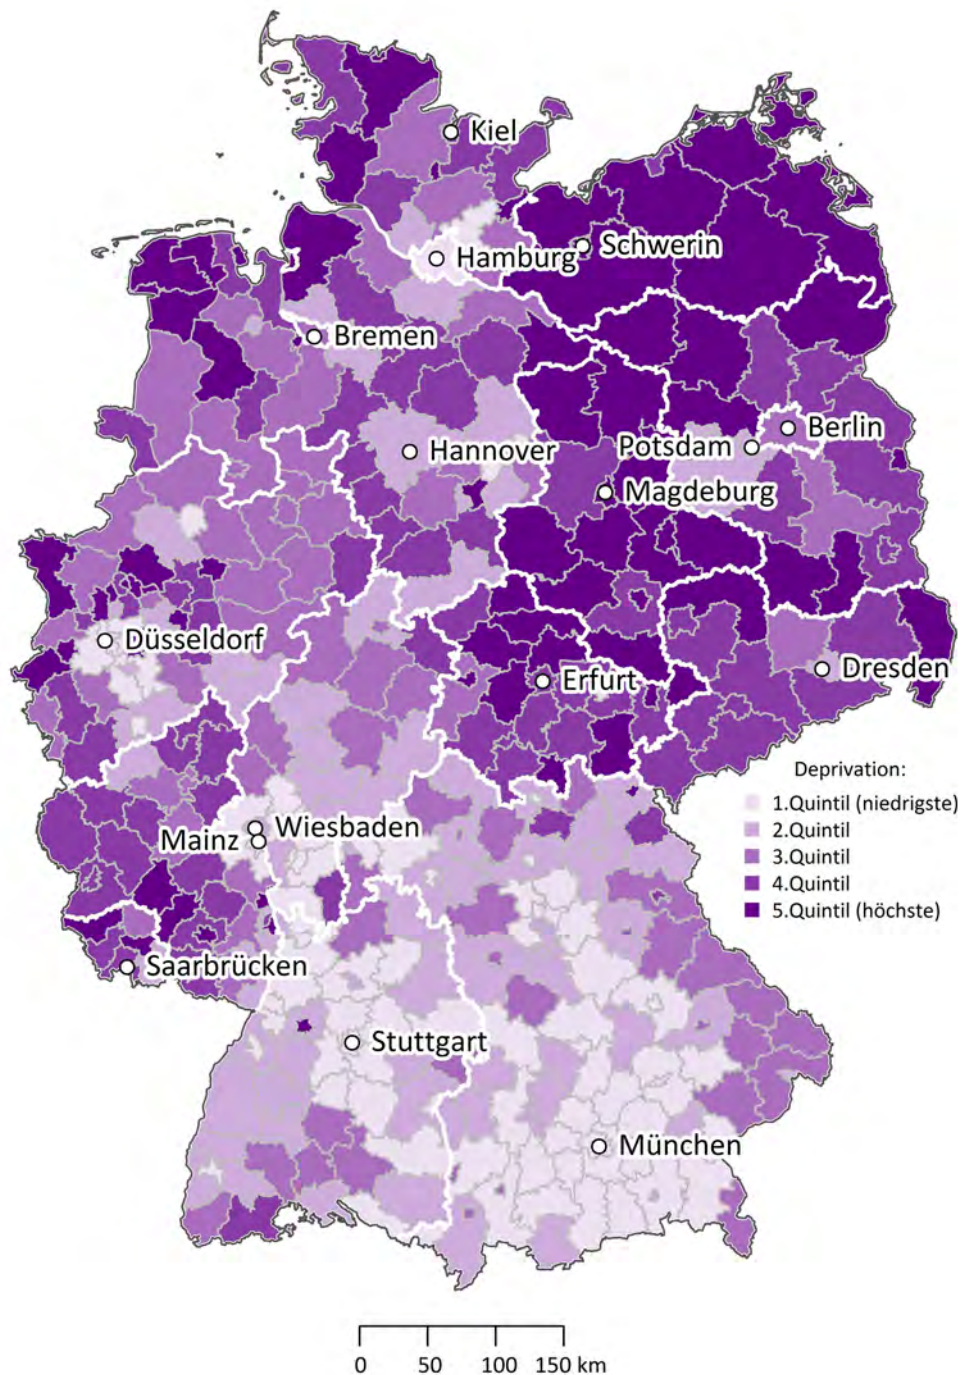 Kiel
Hamburg
Schwerin
Bremen
Berlin
Hannover
Potsdam
Magdeburg
Düsseldorf
Erfurt
Dresden
Deprivation:
1.Quintil (niedrigste)
2.Quintil
3.Quintil
4.Quintil
5.Quintil (höchste)
Wiesbaden
Mainz
Saarbrücken
Stuttgart
München
0 50 100 150 km